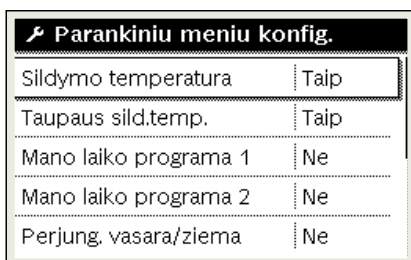 Parankiniu meniu konfig.
Sildymo temperatura Taip
Taupaus sild.temp. Taip
Mano laiko programa 1 Ne
Mano laiko programa 2 Ne
Perjung. vasara/ziema Ne